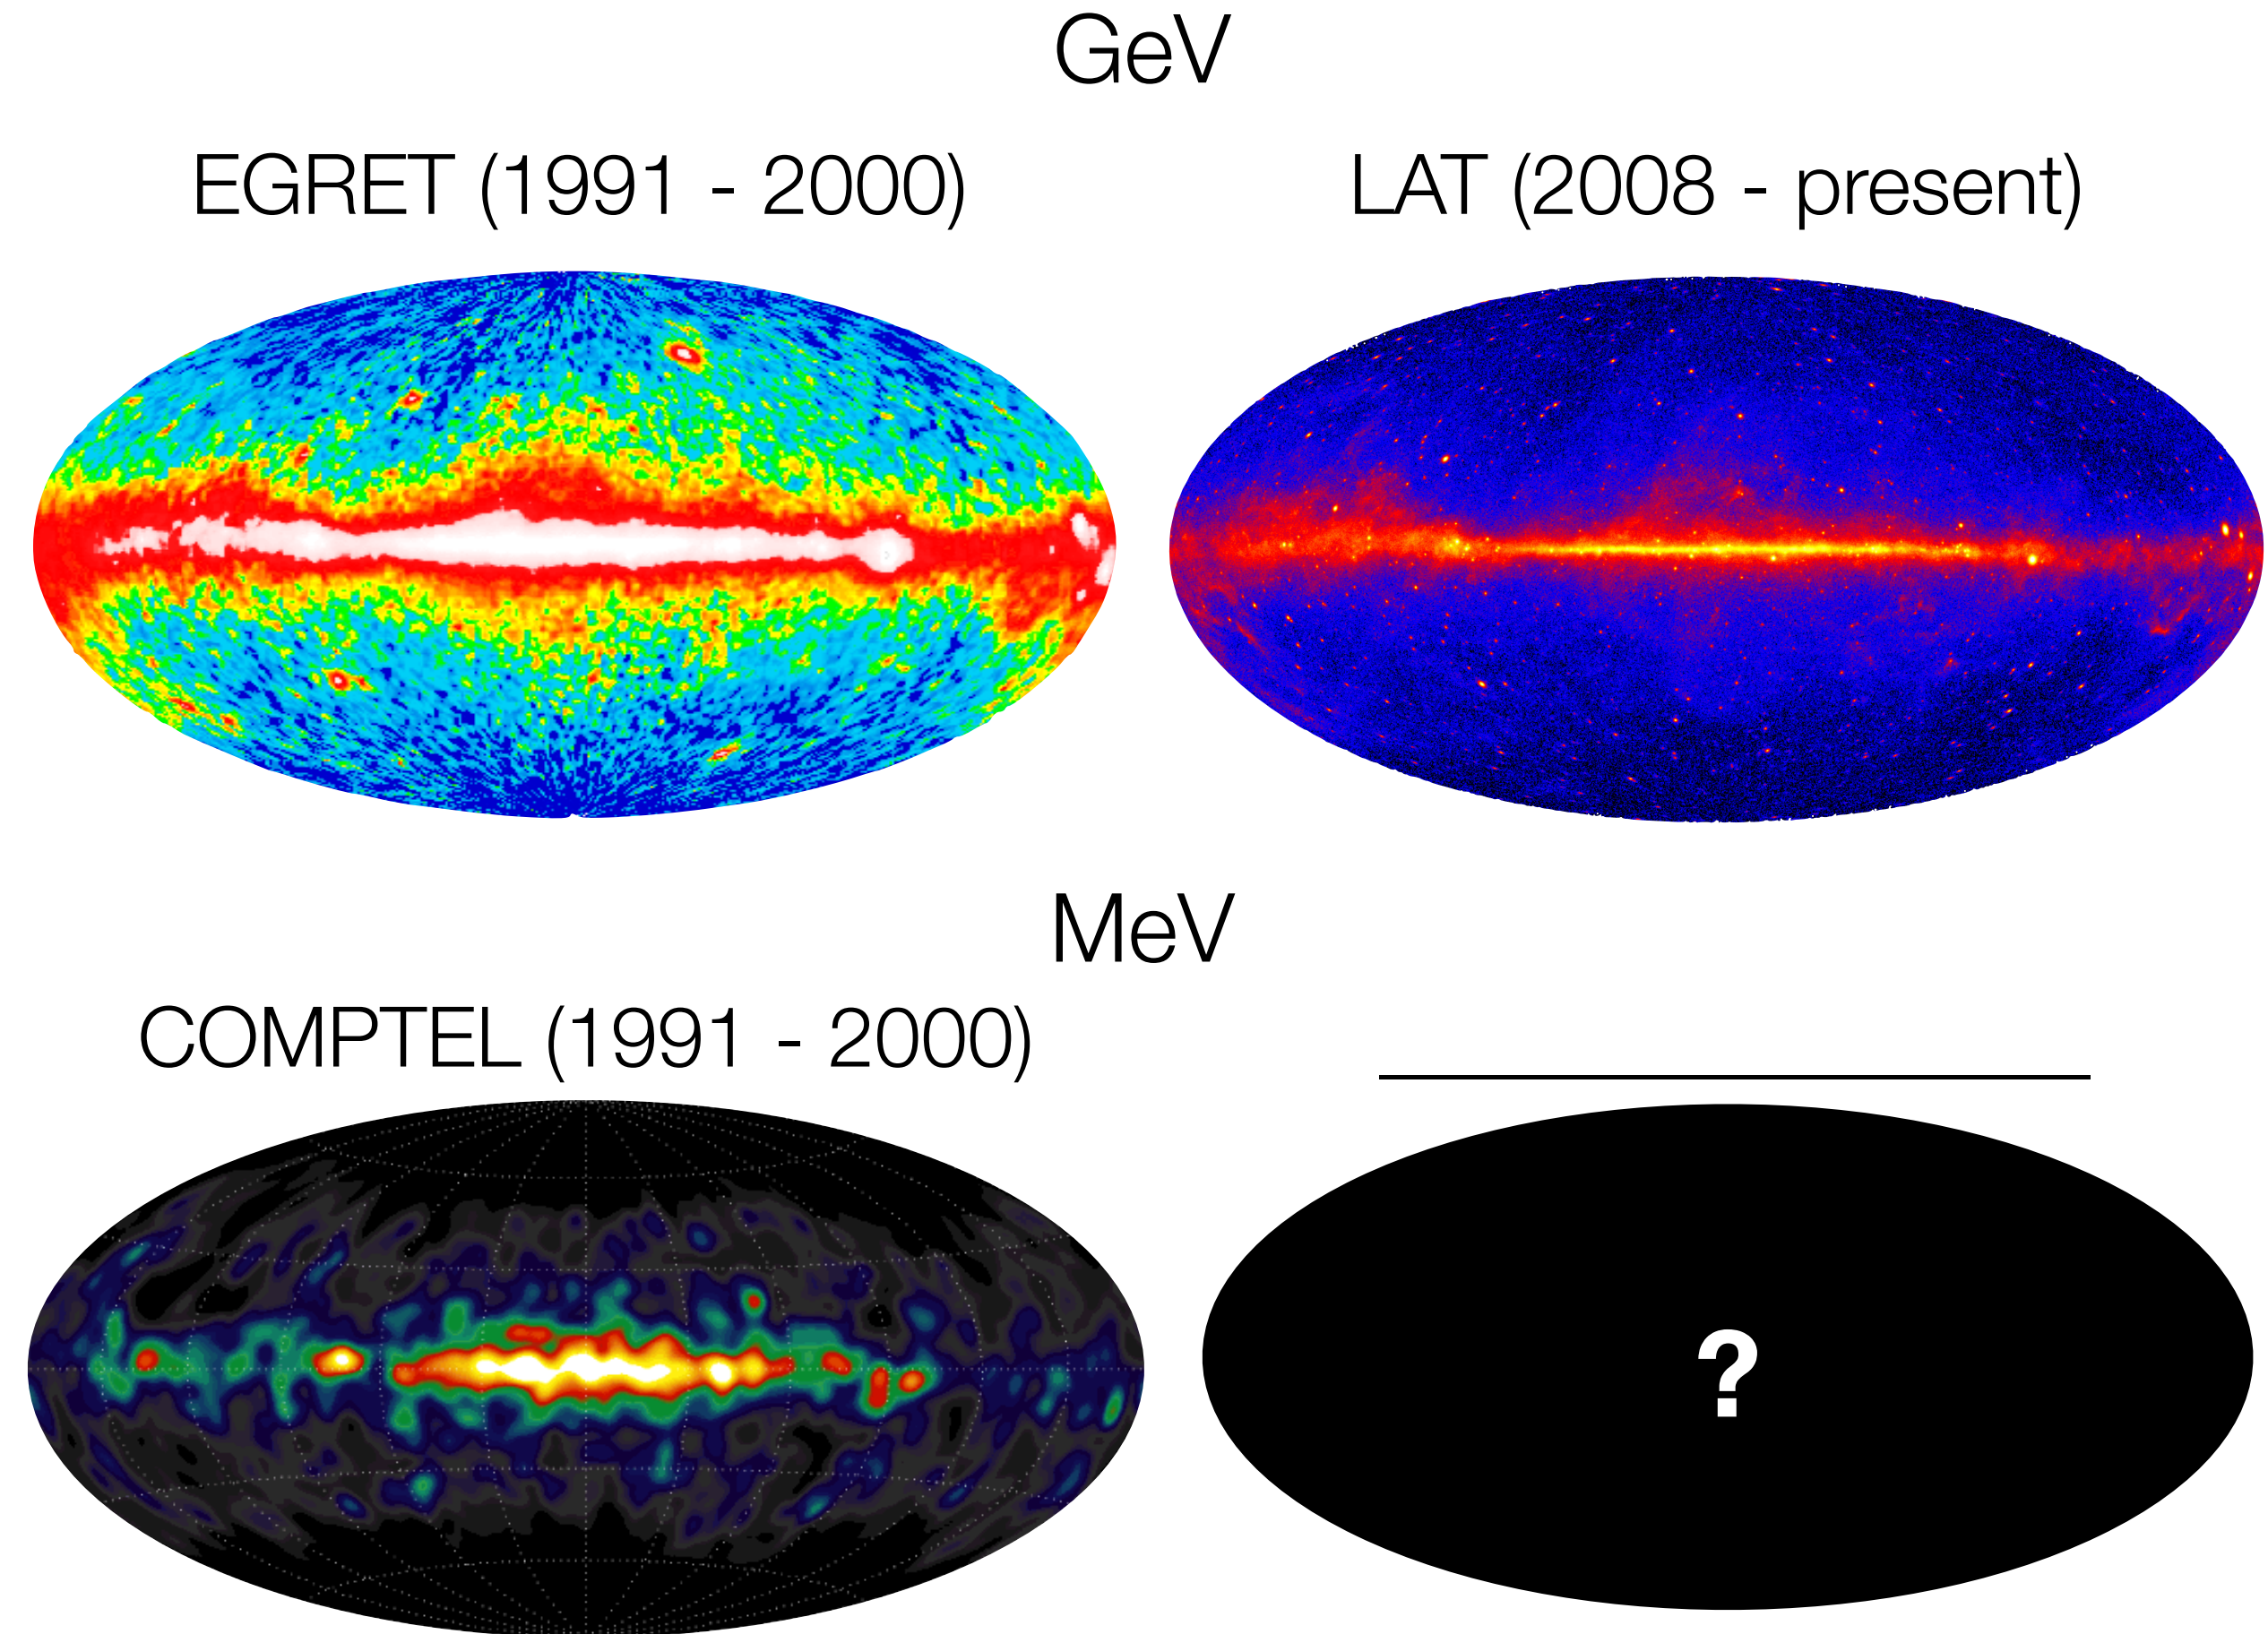 GeV
EGRET (1991 - 2000)
LAT (2008 - present)
MeV
COMPTEL (1991 - 2000)
?